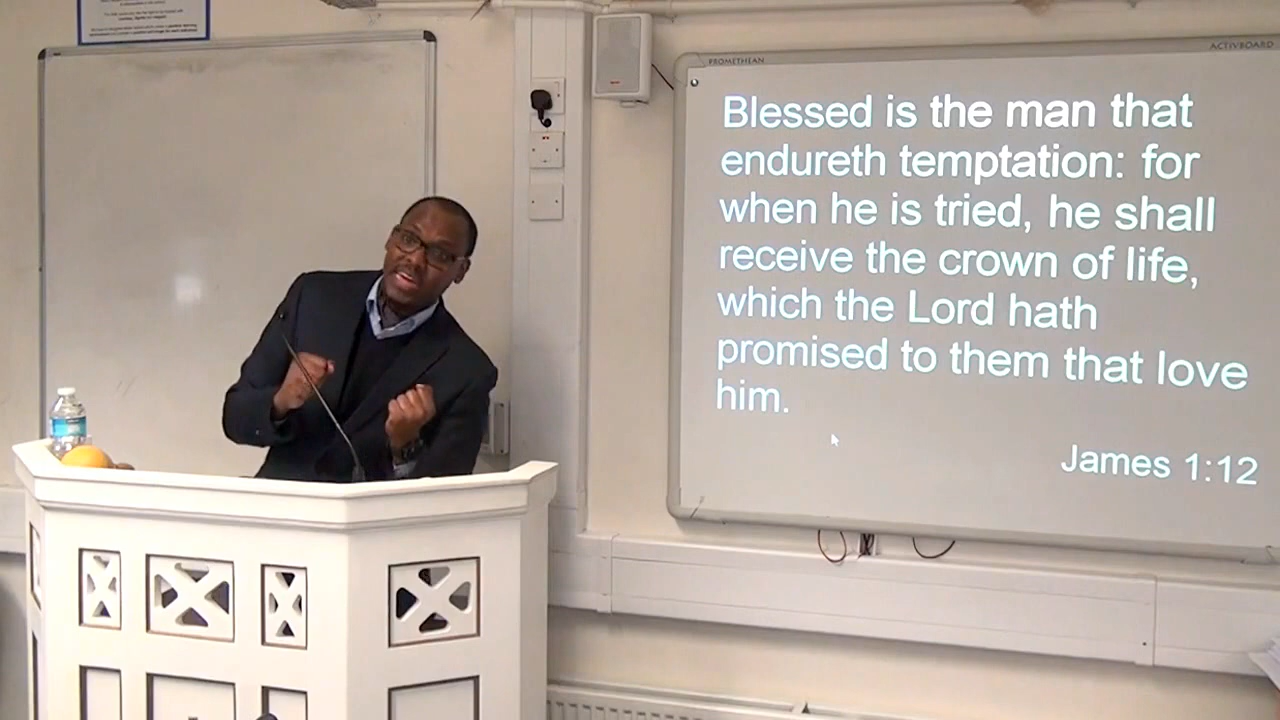 PROMETHEAN
ACTIVBOARD
Blessed is the man that
endureth temptation: for
when he is tried, he shall
receive the crown of life,
which the Lord hath
promised to them that love
him.
James 1:12